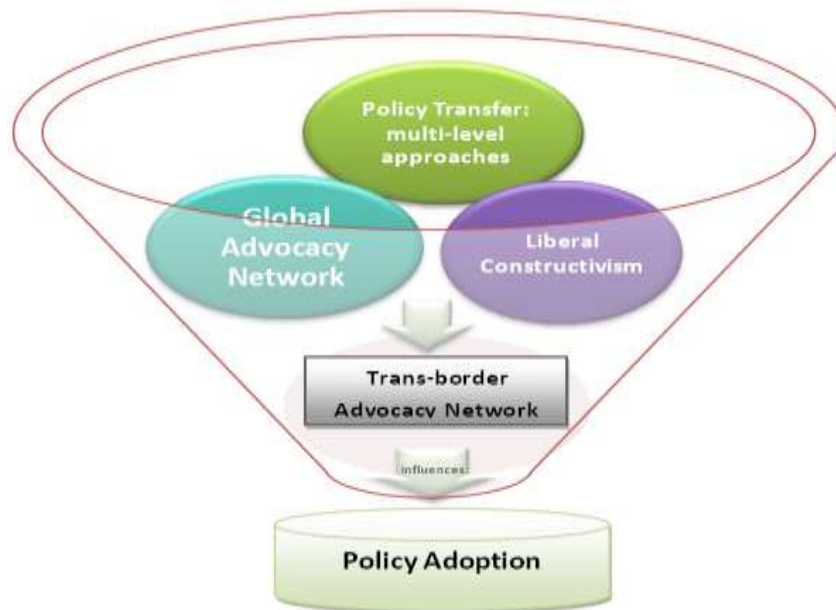 Policy Transfer:
multi-level
approaches
Global
Advocacy
Network
Liberal
Constructivism
Trans-border
Advocacy Network
influences
Policy Adoption